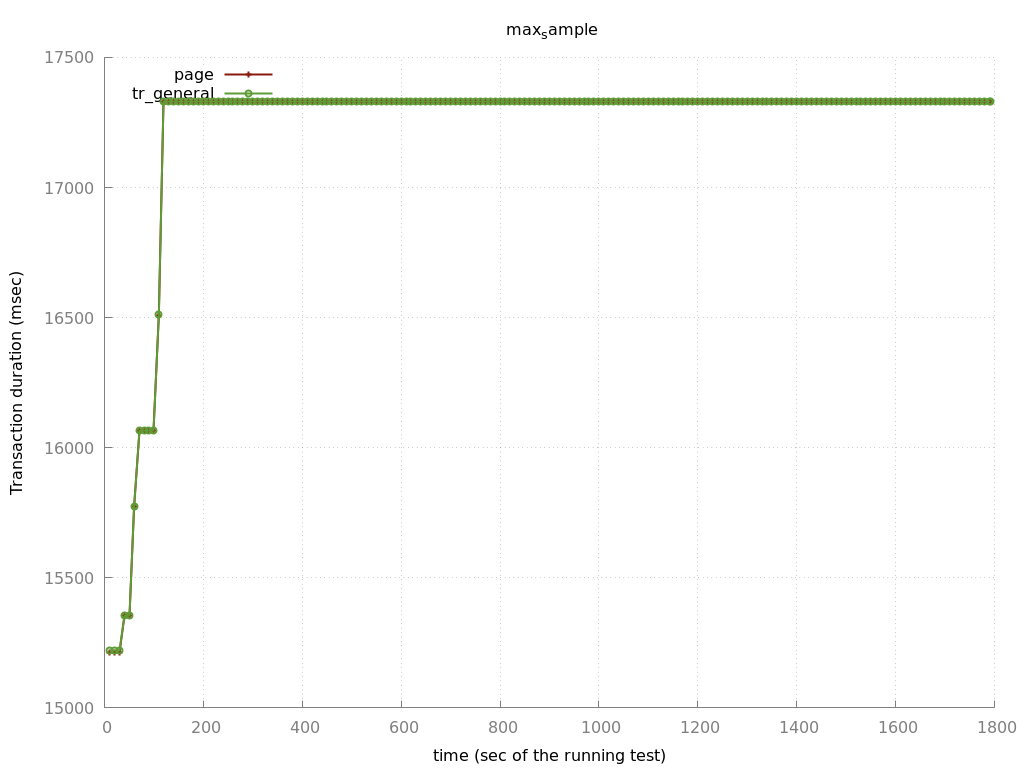 max_sample
17500
page
tr_general
17000
16500
16000
15500
15000
Transaction duration (msec)
0 200 400 600 800 1000 1200 1400 1600 1800
time (sec of the running test)